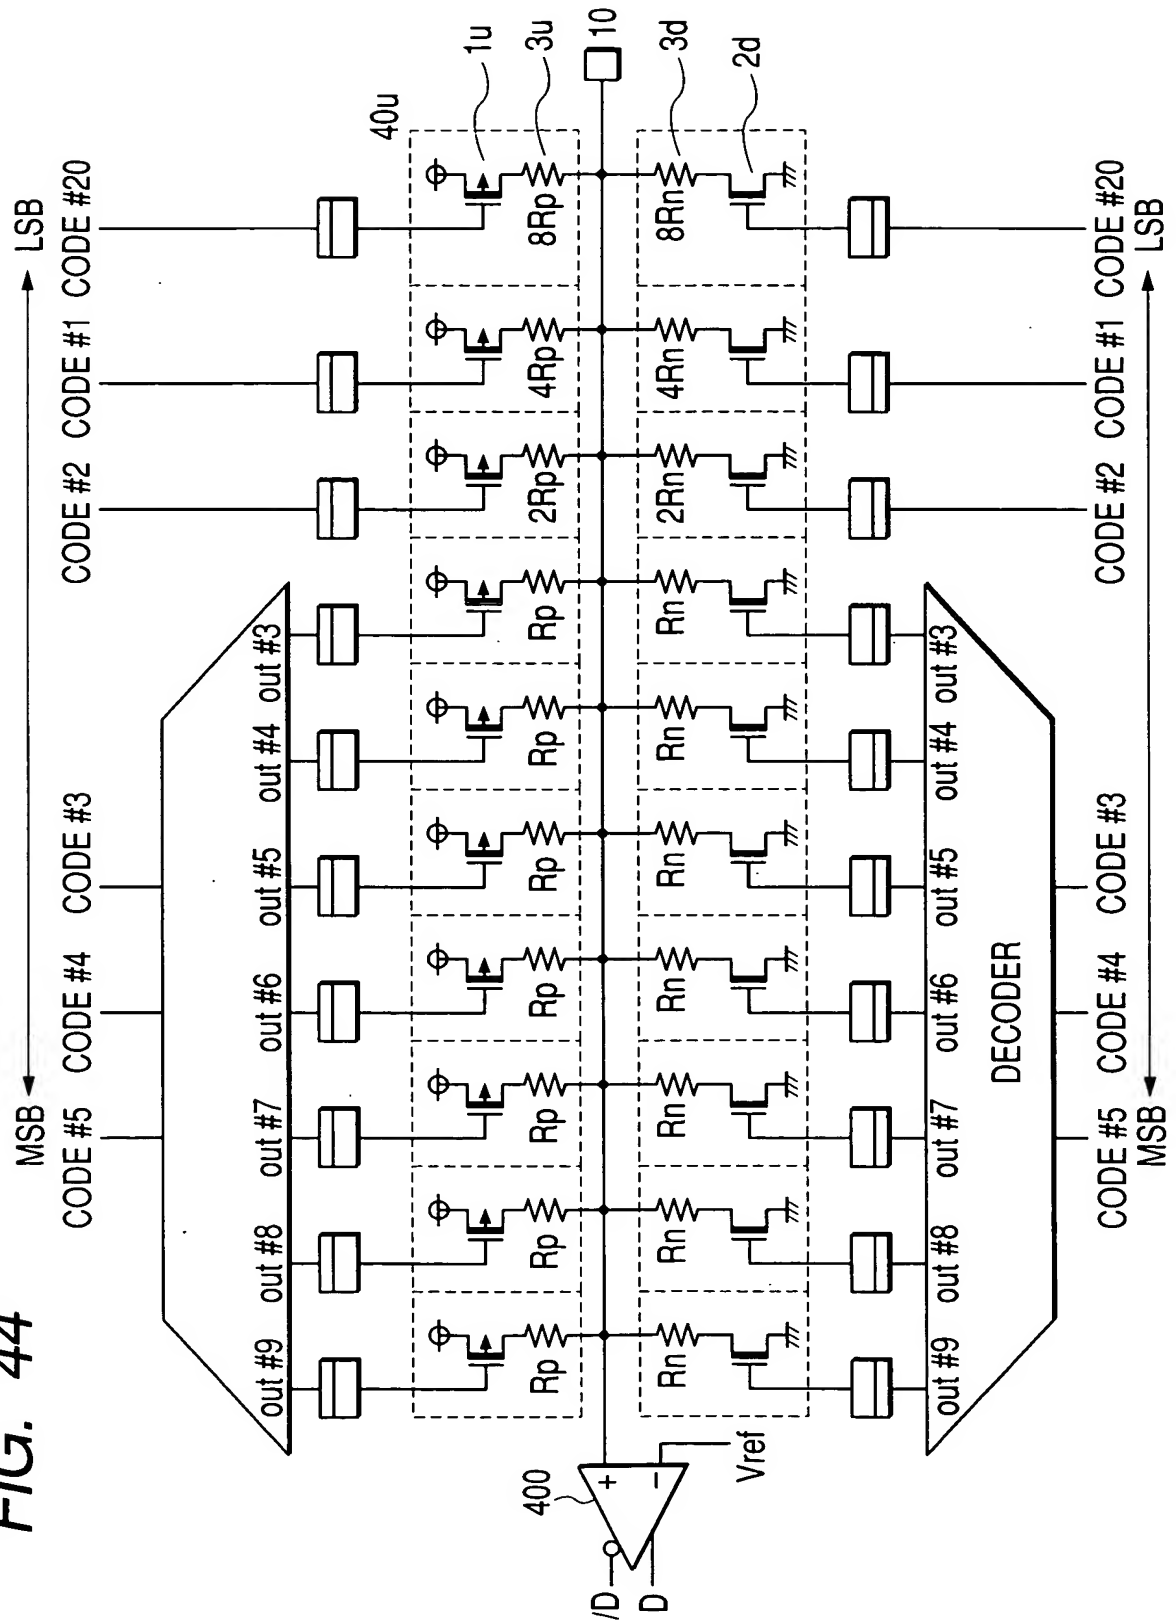 FIG. 44
MSB LSB
CODE #5 CODE #4 CODE #3 CODE #2 CODE #1 CODE #20
out #9 out #8 out #7 out #6 out #5 out #4 out #3
40u
1u
Rp Rp Rp Rp Rp Rp Rp 2Rp 4Rp 8Rp
3u
400
10
/D
+
D
−
Rn Rn Rn Rn Rn Rn Rn 2Rn 4Rn 8Rn
3d
Vref
2d
out #9 out #8 out #7 out #6 out #5 out #4 out #3
DECODER
CODE #5 CODE #4 CODE #3 CODE #2 CODE #1 CODE #20
MSB LSB